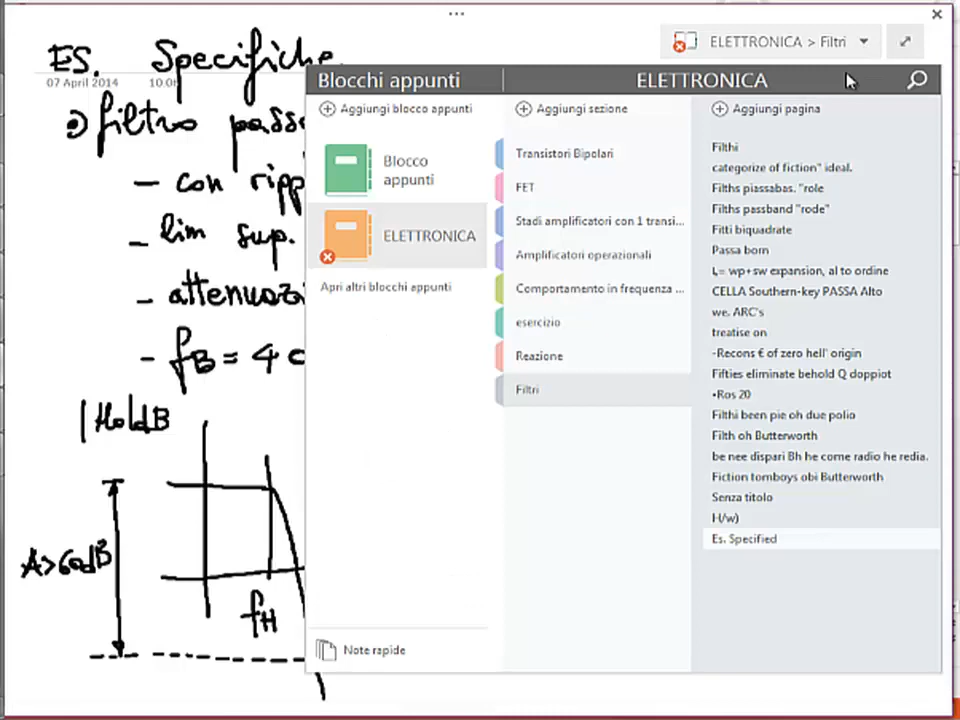 ES. Specifiche
07 April 2014 10:0
a) filtro pass
- con ripp
- lim sup.
- attenuazi
- fB = 4
|Ho|dB
A>60dB
fH
ELETTRONICA > Filtri
Blocchi appunti
ELETTRONICA
Aggiungi blocco appunti
Blocco
appunti
ELETTRONICA
Apri altri blocchi appunti
Note rapide
Aggiungi sezione
Transistori Bipolari
FET
Stadi amplificatori con 1 transi...
Amplificatori operazionali
Comportamento in frequenza ...
esercizio
Reazione
Filtri
Aggiungi pagina
Filthi
categorize of fiction" ideal.
Filths piassabas. "role
Filths passband "rode"
Fitti biquadrate
Passa born
= wp+sw expansion, al to ordine
CELLA Southern-key PASSA Alto
we. ARC's
treatise on
-Recons € of zero hell' origin
Fifties eliminate behold Q doppiot
•Ros 20
Filthi been pie oh due polio
Filth oh Butterworth
be nee dispari Bh he come radio he redia.
Fiction tomboys obi Butterworth
Senza titolo
H/w)
Es. Specified